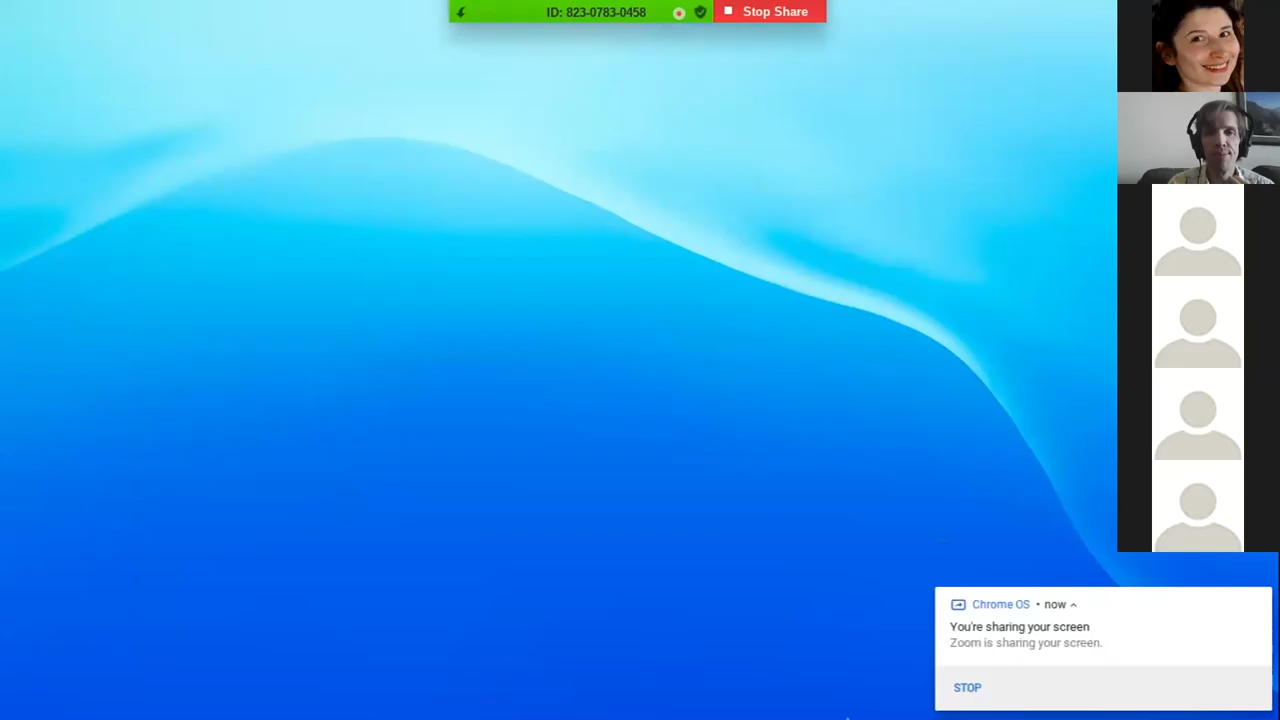 ID: 823-0783-0458
Stop Share
Chrome OS • now
You're sharing your screen
Zoom is sharing your screen.
STOP